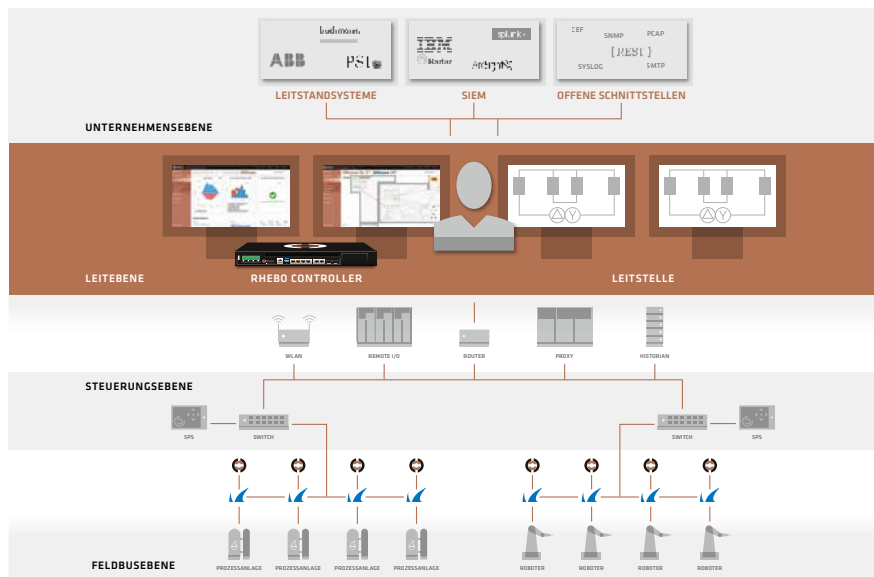 ABB
PSI
IBM
splunk>
CEF
SNMP
PCAP
[REST]
SYSLOG
SMTP
LEITSTANDSYSTEME
SIEM
OFFENE SCHNITTSTELLEN
UNTERNEHMENSEBENE
LEITEBENE
RHEBO CONTROLLER
LEITSTELLE
WLAN
REMOTE I/O
ROUTER
PROXY
HISTORIAN
STEUERUNGSEBENE
SPS
SWITCH
SWITCH
SPS
FELDBUSEBENE
PROZESSANLAGE
PROZESSANLAGE
PROZESSANLAGE
PROZESSANLAGE
ROBOTER
ROBOTER
ROBOTER
ROBOTER